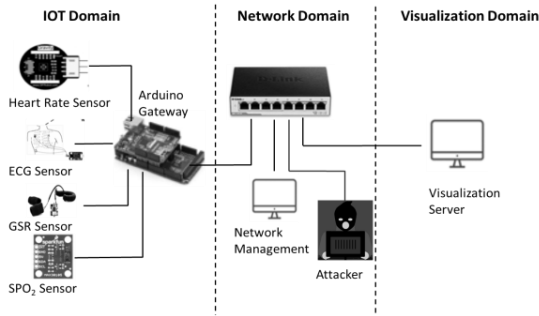 IOT Domain
Network Domain
Visualization Domain
Heart Rate Sensor
Arduino
Gateway
D-Link
ECG Sensor
GSR Sensor
SPO₂ Sensor
Network
Management
Attacker
Visualization
Server